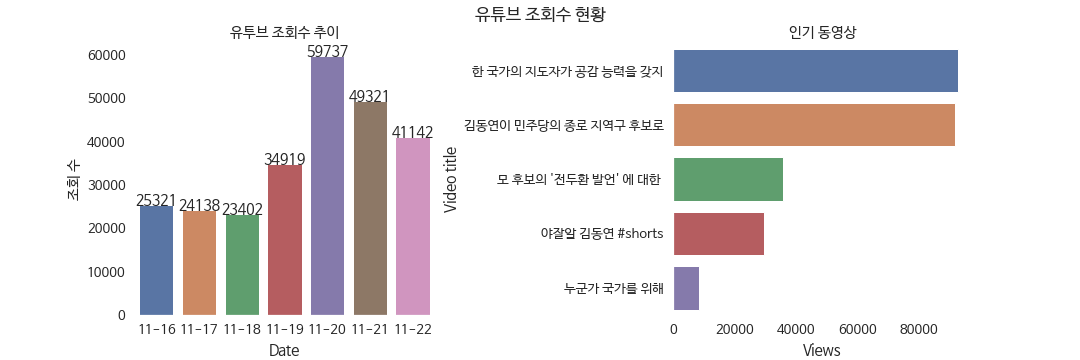 유튜브 조회수 현황
유투브 조회수 추이
조회 수
60000
50000
40000
30000
20000
10000
0
25321
24138
23402
34919
59737
49321
41142
11-16 11-17 11-18 11-19 11-20 11-21 11-22
Date
인기 동영상
Video title
한 국가의 지도자가 공감 능력을 갖지
김동연이 민주당의 종로 지역구 후보로
모 후보의 '전두환 발언' 에 대한
야잘알 김동연 #shorts
누군가 국가를 위해
0 20000 40000 60000 80000
Views